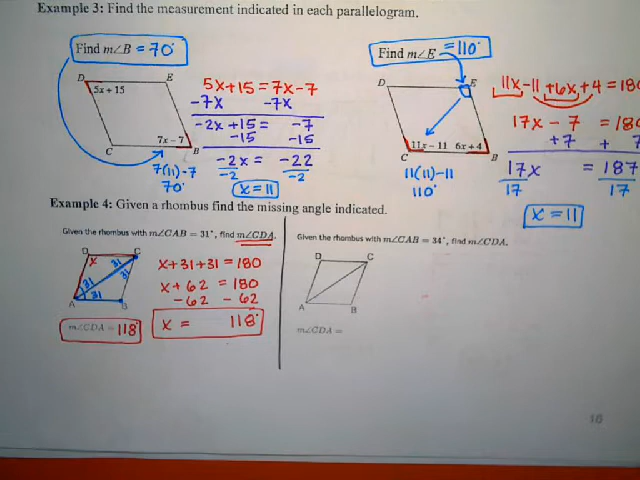 Example 3: Find the measurement indicated in each parallelogram.
Find m∠B = 70°
Find m∠E = 110°
D E
5x + 15
7x - 7
C B
7(11) - 7
70°
5x + 15 = 7x - 7
-7x -7x
-2x + 15 = -7
-15 -15
-2x = -22
-2 -2
x = 11
D E
11x - 11 6x + 4
C B
11(11) - 11
110°
11x - 11 + 6x + 4 = 180
17x - 7 = 180
+7 + 7
17x = 187
17 17
x = 11
Example 4: Given a rhombus find the missing angle indicated.
Given the rhombus with m∠CAB = 31°, find m∠CDA.
D C
x 31
31
31
31
A B
x + 31 + 31 = 180
x + 62 = 180
- 62 - 62
x = 118°
m∠CDA = 118°
Given the rhombus with m∠CAB = 34°, find m∠CDA.
D C
A B
m∠CDA =
16